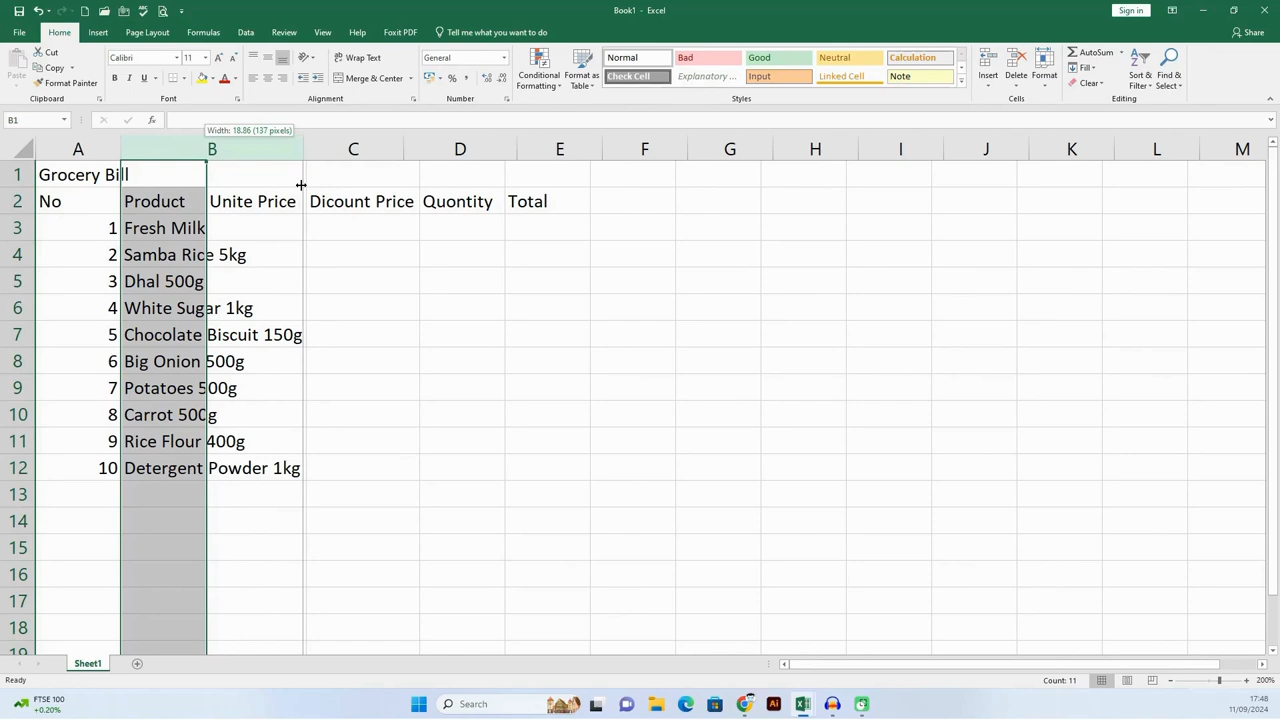 Book1 - Excel
Sign in
File Home Insert Page Layout Formulas Data Review View Help Foxit PDF Tell me what you want to do Share
Paste
Cut
Copy
Format Painter
Clipboard
Calibri 11
B I U
Font
Wrap Text
Merge & Center
Alignment
General
Number
Conditional Formatting
Format as Table
Normal Bad Good Neutral Calculation
Check Cell Explanatory ... Input Linked Cell Note
Styles
Insert Delete Format
Cells
AutoSum
Fill
Clear
Sort & Filter
Find & Select
Editing
B1 fx
Width: 18.86 (137 pixels)
A B C D E F G H I J K L M
1 Grocery Bill
2 No Product Unite Price Dicount Price Quontity Total
3 1 Fresh Milk
4 2 Samba Rice 5kg
5 3 Dhal 500g
6 4 White Sugar 1kg
7 5 Chocolate Biscuit 150g
8 6 Big Onion 500g
9 7 Potatoes 500g
10 8 Carrot 500g
11 9 Rice Flour 400g
12 10 Detergent Powder 1kg
13
14
15
16
17
18
19
Sheet1
Ready Count: 11 200%
FTSE 100
+0.20%
Search
Ai
17:48
11/09/2024